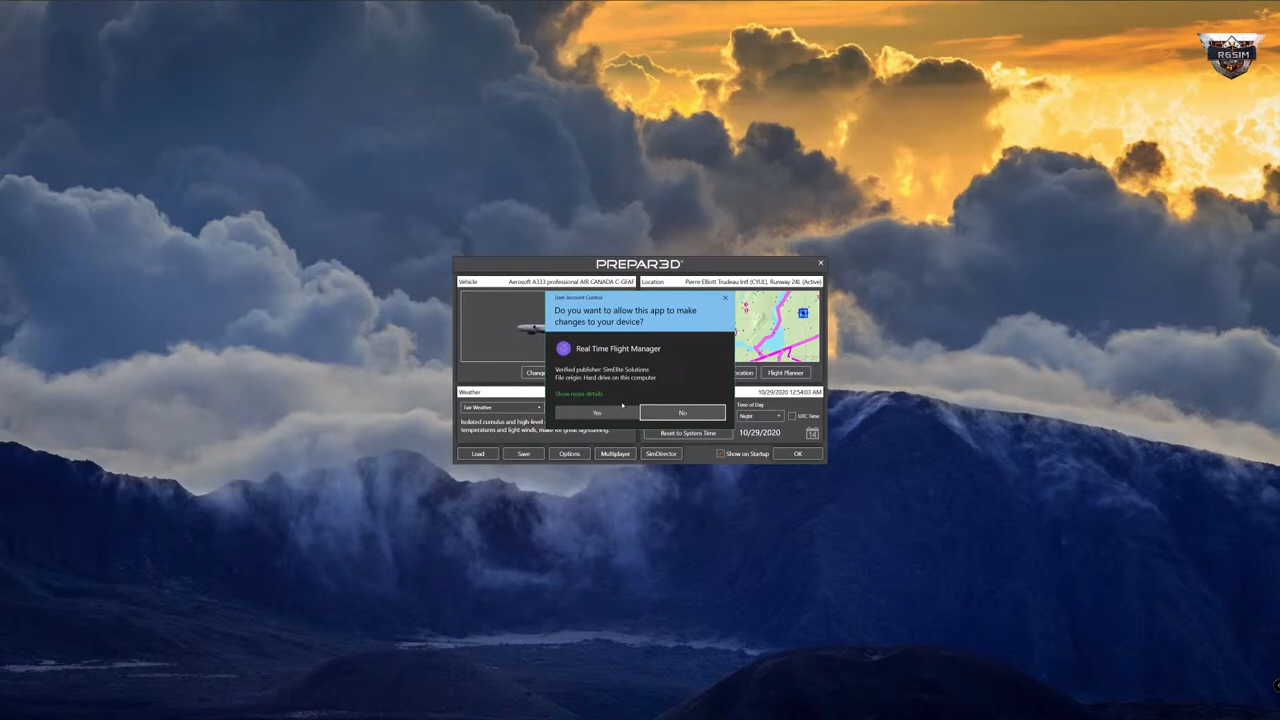 R6SIM
PREPAR3D
Vehicle
Aerosoft A333 professional AIR CANADA C-GFAF
Location
Pierre Elliott Trudeau Intl (CYUL), Runway 24L (Active)
User Account Control
Do you want to allow this app to make
changes to your device?
Real Time Flight Manager
Verified publisher: SimElite Solutions
File origin: Hard drive on this computer
Show more details
Yes
No
Change
ocation
Flight Planner
Weather
10/29/2020 12:54:03 AM
Fair Weather
Time of Day
Night
UTC Time
Isolated cumulus and high-level
temperatures and light winds, make for great sightseeing.
Reset to System Time
10/29/2020
14
Load
Save
Options
Multiplayer
SimDirector
Show on Startup
OK